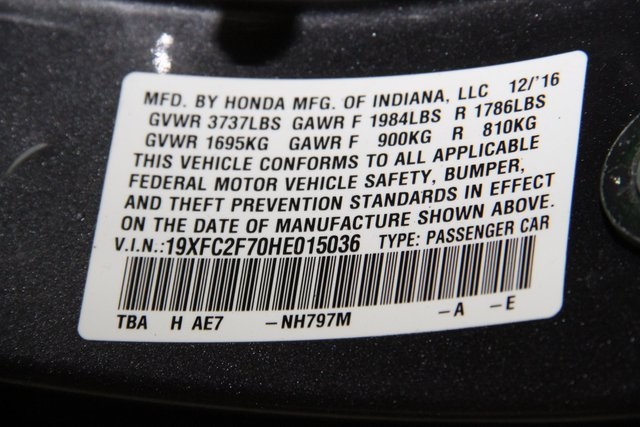 MFD. BY HONDA MFG. OF INDIANA, LLC 12/'16
GVWR 3737LBS GAWR F 1984LBS R 1786LBS
GVWR 1695KG GAWR F 900KG R 810KG
THIS VEHICLE CONFORMS TO ALL APPLICABLE
FEDERAL MOTOR VEHICLE SAFETY, BUMPER,
AND THEFT PREVENTION STANDARDS IN EFFECT
ON THE DATE OF MANUFACTURE SHOWN ABOVE.
V.I.N.:19XFC2F70HE015036 TYPE: PASSENGER CAR
TBA H AE7 -NH797M -A -E